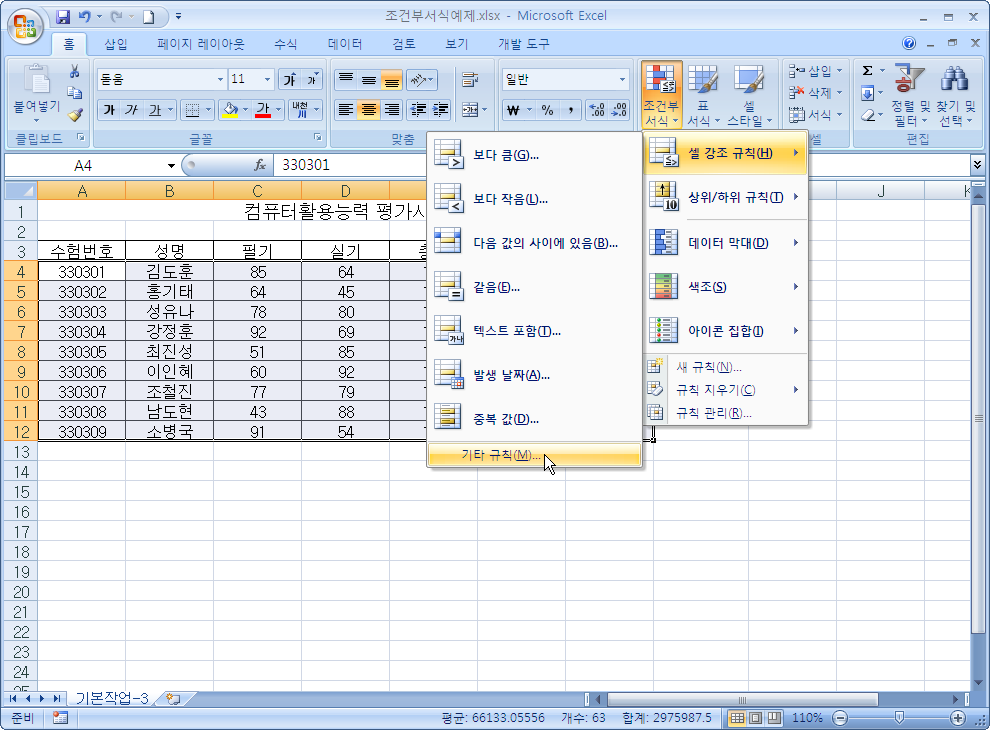 조건부서식예제.xlsx - Microsoft Excel
홈 삽입 페이지 레이아웃 수식 데이터 검토 보기 개발 도구
붙여넣기
클립보드
돋움 11
가 가 가
내천
글꼴
맞춤
일반
조건부 서식
표 서식
셀 스타일
삽입
삭제
서식
셀
정렬 및 필터
찾기 및 선택
편집
A4 fx 330301
A B C D J K
1 컴퓨터활용능력 평가시
2
3 수험번호 성명 필기 실기
4 330301 김도훈 85 64
5 330302 홍기태 64 45
6 330303 성유나 78 80
7 330304 강정훈 92 69
8 330305 최진성 51 85
9 330306 이인혜 60 92
10 330307 조철진 77 79
11 330308 남도현 43 88
12 330309 소병국 91 54
13
14
15
16
17
18
19
20
21
22
23
24
25
보다 큼(G)...
보다 작음(L)...
다음 값의 사이에 있음(B)...
같음(E)...
텍스트 포함(T)...
발생 날짜(A)...
중복 값(D)...
기타 규칙(M)...
셀 강조 규칙(H)
상위/하위 규칙(T)
데이터 막대(D)
색조(S)
아이콘 집합(I)
새 규칙(N)...
규칙 지우기(C)
규칙 관리(R)...
기본작업-3
준비 평균: 66133.05556 개수: 63 합계: 2975987.5 110%